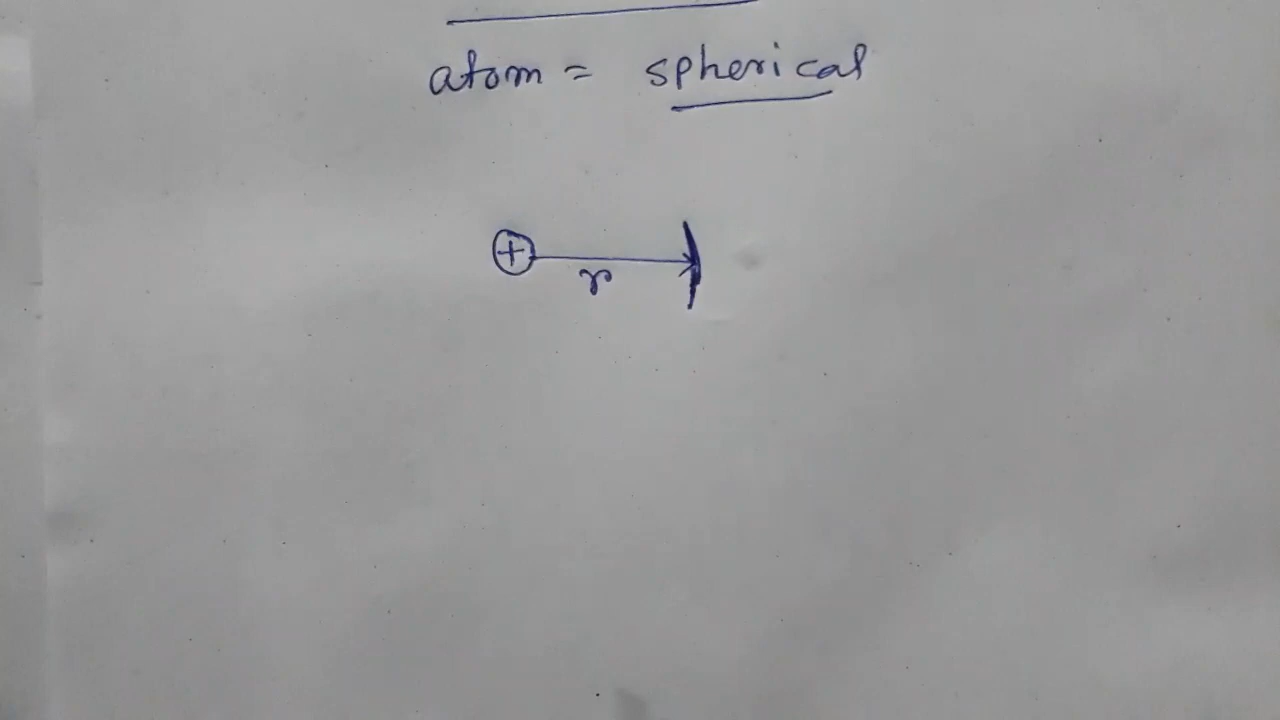 atom = spherical
+
r